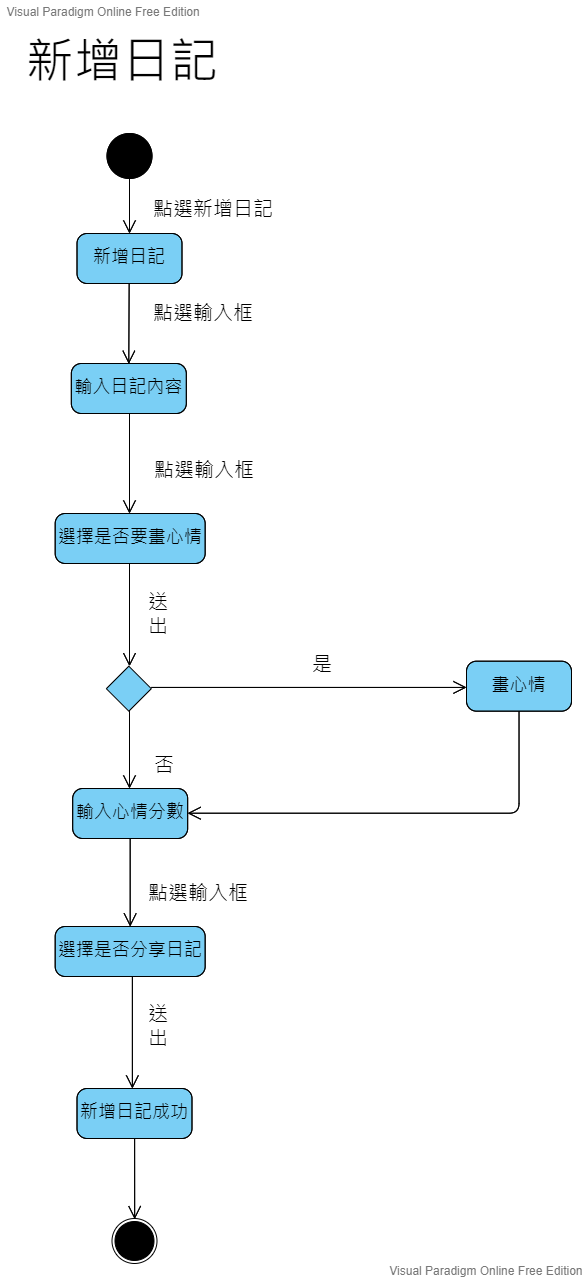 Visual Paradigm Online Free Edition
新增日記
點選新增日記
新增日記
點選輸入框
輸入日記內容
點選輸入框
選擇是否要畫心情
送
出
是
畫心情
否
輸入心情分數
點選輸入框
選擇是否分享日記
送
出
新增日記成功
Visual Paradigm Online Free Edition